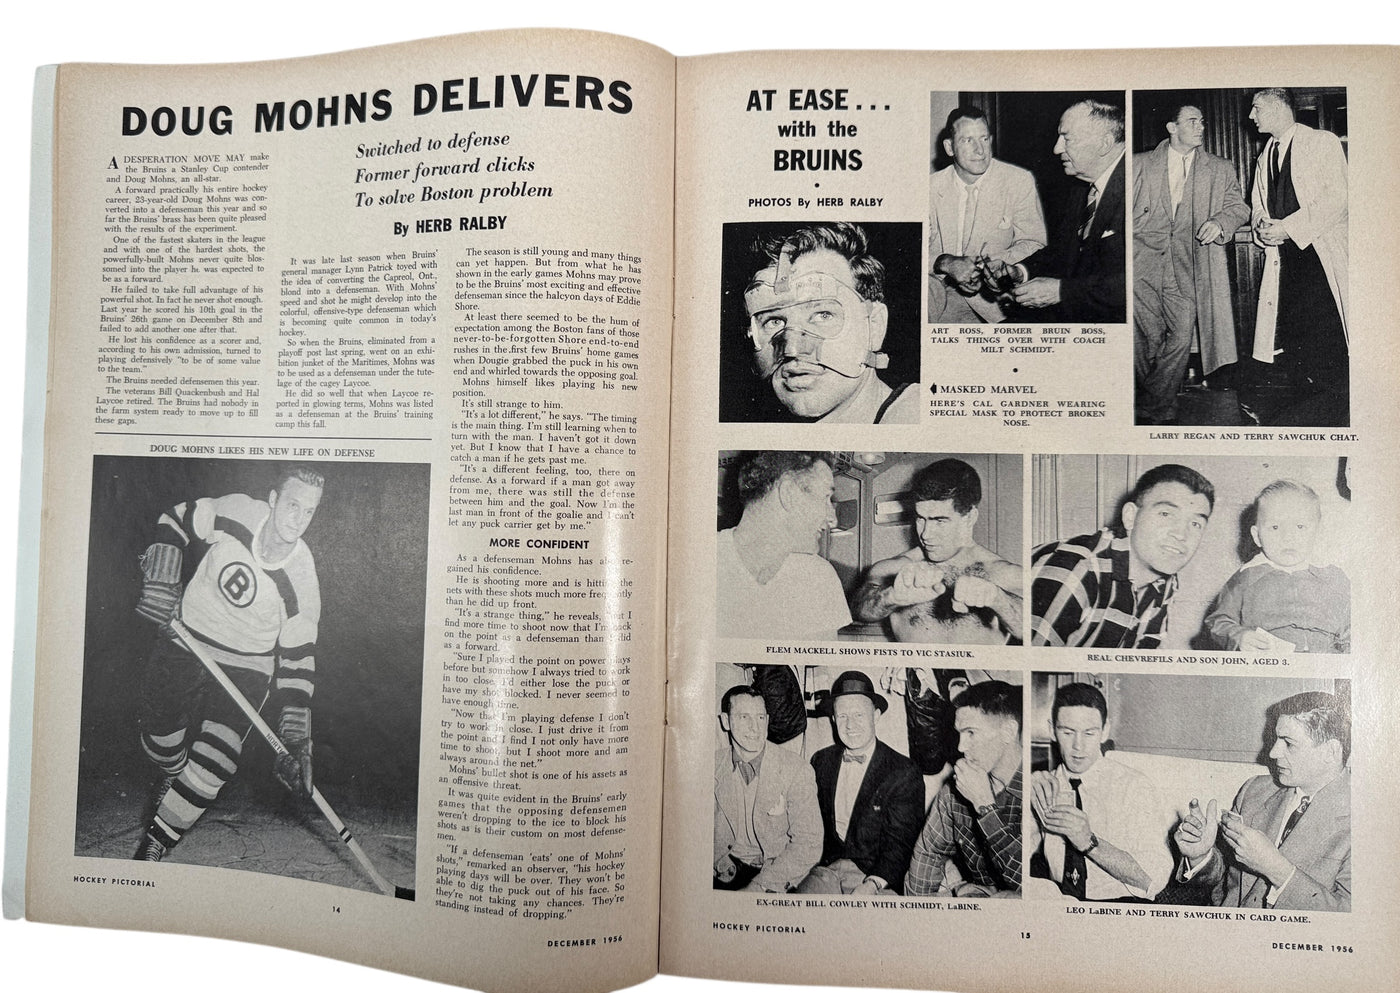 DOUG MOHNS DELIVERS
Switched to defense
Former forward clicks
To solve Boston problem
By HERB RALBY
A DESPERATION MOVE MAY make
the Bruins a Stanley Cup contender
and Doug Mohns, an all-star.
A forward practically his entire hockey
career, 23-year-old Doug Mohns was con-
verted into a defenseman this year and so
far the Bruins' brass has been quite pleased
with the results of the experiment.
One of the fastest skaters in the league
and with one of the hardest shots, the
powerfully-built Mohns never quite blos-
somed into the player he was expected to
be as a forward.
He failed to take full advantage of his
powerful shot. In fact he never shot enough.
Last year he scored his 10th goal in the
Bruins' 26th game on December 8th and
failed to add another one after that.
He lost his confidence as a scorer and,
according to his own admission, turned to
playing defensively "to be of some value
to the team."
The Bruins needed defensemen this year.
The veterans Bill Quackenbush and Hal
Laycoe retired. The Bruins had nobody in
the farm system ready to move up to fill
these gaps.
It was late last season when Bruins'
general manager Lynn Patrick toyed with
the idea of converting the Capreol, Ont.,
blond into a defenseman. With Mohns'
speed and shot he might develop into the
colorful, offensive-type defenseman which
is becoming quite common in today's
hockey.
So when the Bruins, eliminated from a
playoff post last spring, went on an exhi-
bition junket of the Maritimes, Mohns was
to be used as a defenseman under the tute-
lage of the cagey Laycoe.
He did so well that when Laycoe re-
ported in glowing terms, Mohns was listed
as a defenseman at the Bruins' training
camp this fall.
The season is still young and many things
can yet happen. But from what he has
shown in the early games Mohns may prove
to be the Bruins' most exciting and effective
defenseman since the halcyon days of Eddie
Shore.
At least there seemed to be the hum of
expectation among the Boston fans of those
never-to-be-forgotten Shore end-to-end
rushes in the first few Bruins' home games
when Dougie grabbed the puck in his own
end and whirled towards the opposing goal.
Mohns himself likes playing his new
position.
It's still strange to him.
"It's a lot different," he says. "The timing
is the main thing. I'm still learning when to
turn with the man. I haven't got it down
yet. But I know that I have a chance to
catch a man if he gets past me.
"It's a different feeling, too, there on
defense. As a forward if a man got away
from me, there was still the defense
between him and the goal. Now I'm the
last man in front of the goalie and I can't
let any puck carrier get by me."
MORE CONFIDENT
As a defenseman Mohns has also re-
gained his confidence.
He is shooting more and is hitting the
nets with these shots much more frequently
than he did up front.
"It's a strange thing," he reveals, "but I
find more time to shoot now that I'm back
on the point as a defenseman than I did
as a forward.
"Sure I played the point on power plays
before but somehow I always tried to work
in too close. I'd either lose the puck or
have my shot blocked. I never seemed to
have enough time.
"Now that I'm playing defense I don't
try to work in close. I just drive it from
the point and I find I not only have more
time to shoot, but I shoot more and am
always around the net."
Mohns' bullet shot is one of his assets as
an offensive threat.
It was quite evident in the Bruins' early
games that the opposing defensemen
weren't dropping to the ice to block his
shots as is their custom on most defense-
men.
"If a defenseman 'eats' one of Mohns'
shots," remarked an observer, "his hockey
playing days will be over. They won't be
able to dig the puck out of his face. So
they're not taking any chances. They're
standing instead of dropping."
DOUG MOHNS LIKES HIS NEW LIFE ON DEFENSE
B
HOCKEY PICTORIAL
14
DECEMBER 1956
AT EASE...
with the
BRUINS
PHOTOS By HERB RALBY
ART ROSS, FORMER BRUIN BOSS,
TALKS THINGS OVER WITH COACH
MILT SCHMIDT.
MASKED MARVEL
HERE'S CAL GARDNER WEARING
SPECIAL MASK TO PROTECT BROKEN
NOSE.
LARRY REGAN AND TERRY SAWCHUK CHAT.
FLEM MACKELL SHOWS FISTS TO VIC STASIUK.
REAL CHEVREFILS AND SON JOHN, AGED 3.
EX-GREAT BILL COWLEY WITH SCHMIDT, LaBINE.
LEO LaBINE AND TERRY SAWCHUK IN CARD GAME.
HOCKEY PICTORIAL
15
DECEMBER 1956